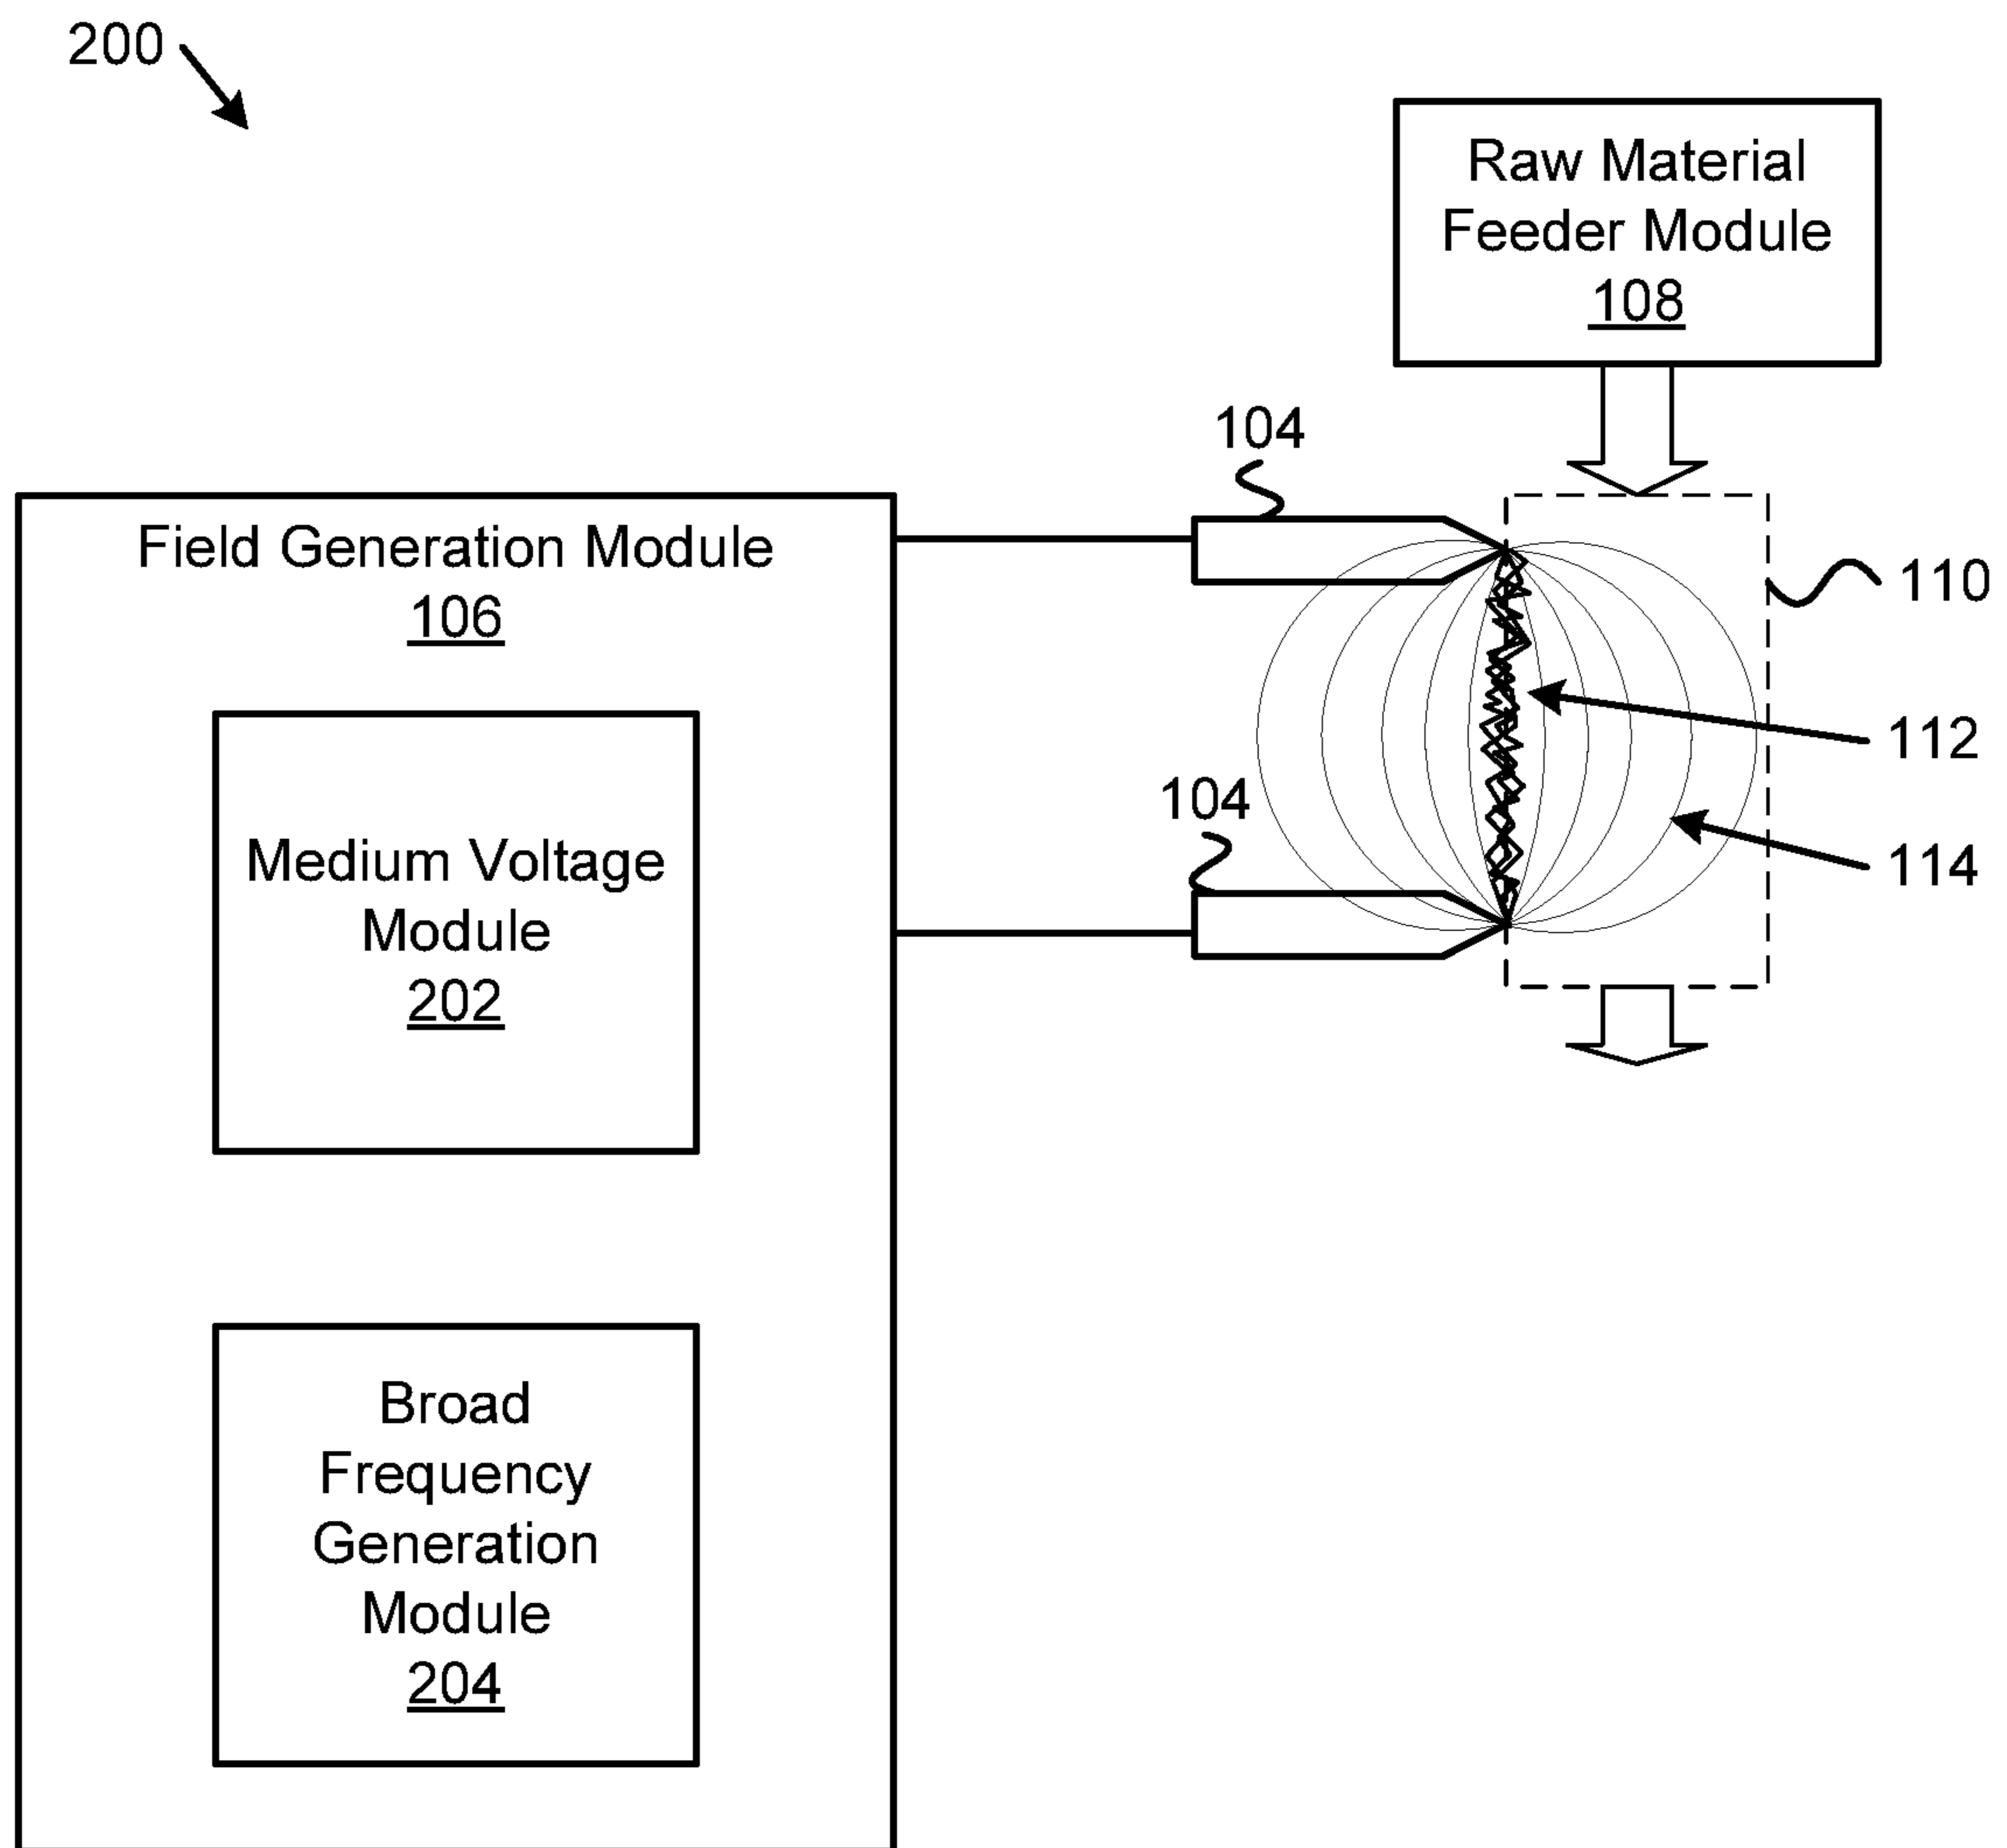 200
Raw Material
Feeder Module
108
104
Field Generation Module
106
110
112
104
114
Medium Voltage
Module
202
Broad
Frequency
Generation
Module
204